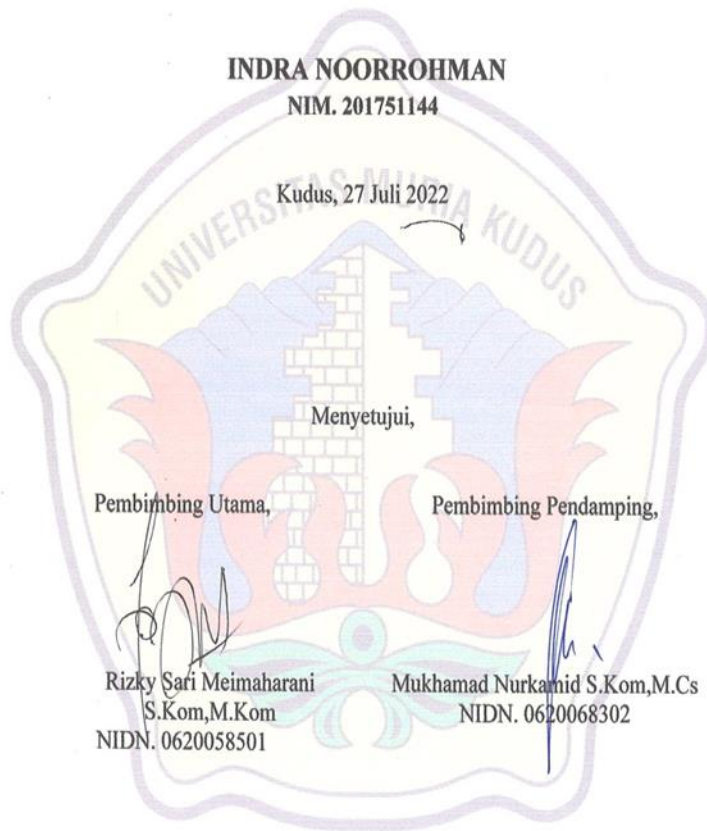 INDRA NOORROHMAN
NIM. 201751144
UNIVERSITAS MURIA KUDUS
Kudus, 27 Juli 2022
Menyetujui,
Pembimbing Utama,
Pembimbing Pendamping,
Rizky Sari Meimaharani
S.Kom,M.Kom
NIDN. 0620058501
Mukhamad Nurkamid S.Kom,M.Cs
NIDN. 0620068302